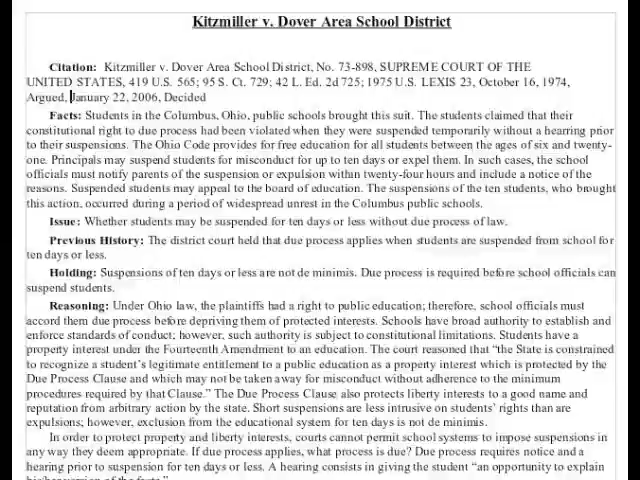 Kitzmiller v. Dover Area School District
Citation: Kitzmiller v. Dover Area School District, No. 73-898, SUPREME COURT OF THE
UNITED STATES, 419 U.S. 565; 95 S. Ct. 729; 42 L. Ed. 2d 725; 1975 U.S. LEXIS 23, October 16, 1974,
Argued, January 22, 2006, Decided
Facts: Students in the Columbus, Ohio, public schools brought this suit. The students claimed that their
constitutional right to due process had been violated when they were suspended temporarily without a hearring prior
to their suspensions. The Ohio Code provides for free education for all students between the ages of six and twenty-
one. Principals may suspend students for misconduct for up to ten days or expel them. In such cases, the school
officials must notify parents of the suspension or expulsion within twenty-four hours and include a notice of the
reasons. Suspended students may appeal to the board of education. The suspensions of the ten students, who brought
this action, occurred during a period of widespread unrest in the Columbus public schools.
Issue: Whether students may be suspended for ten days or less without due process of law.
Previous History: The district court held that due process applies when students are suspended from school for
ten days or less.
Holding: Suspensions of ten days or less are not de minimis. Due process is required before school officials can
suspend students.
Reasoning: Under Ohio law, the plaintiffs had a right to public education; therefore, school officials must
accord them due process before depriving them of protected interests. Schools have broad authority to establish and
enforce standards of conduct; however, such authority is subject to constitutional limitations. Students have a
property interest under the Fourteenth Amendment to an education. The court reasoned that “the State is constrained
to recognize a student’s legitimate entitlement to a public education as a property interest which is protected by the
Due Process Clause and which may not be taken away for misconduct without adherence to the minimum
procedures required by that Clause.” The Due Process Clause also protects liberty interests to a good name and
reputation from arbitrary action by the state. Short suspensions are less intrusive on students’ rights than are
expulsions; however, exclusion from the educational system for ten days is not de minimis.
In order to protect property and liberty interests, courts cannot permit school systems to impose suspensions in
any way they deem appropriate. If due process applies, what process is due? Due process requires notice and a
hearing prior to suspension for ten days or less. A hearing consists in giving the student “an opportunity to explain
his/her version of the facts.”